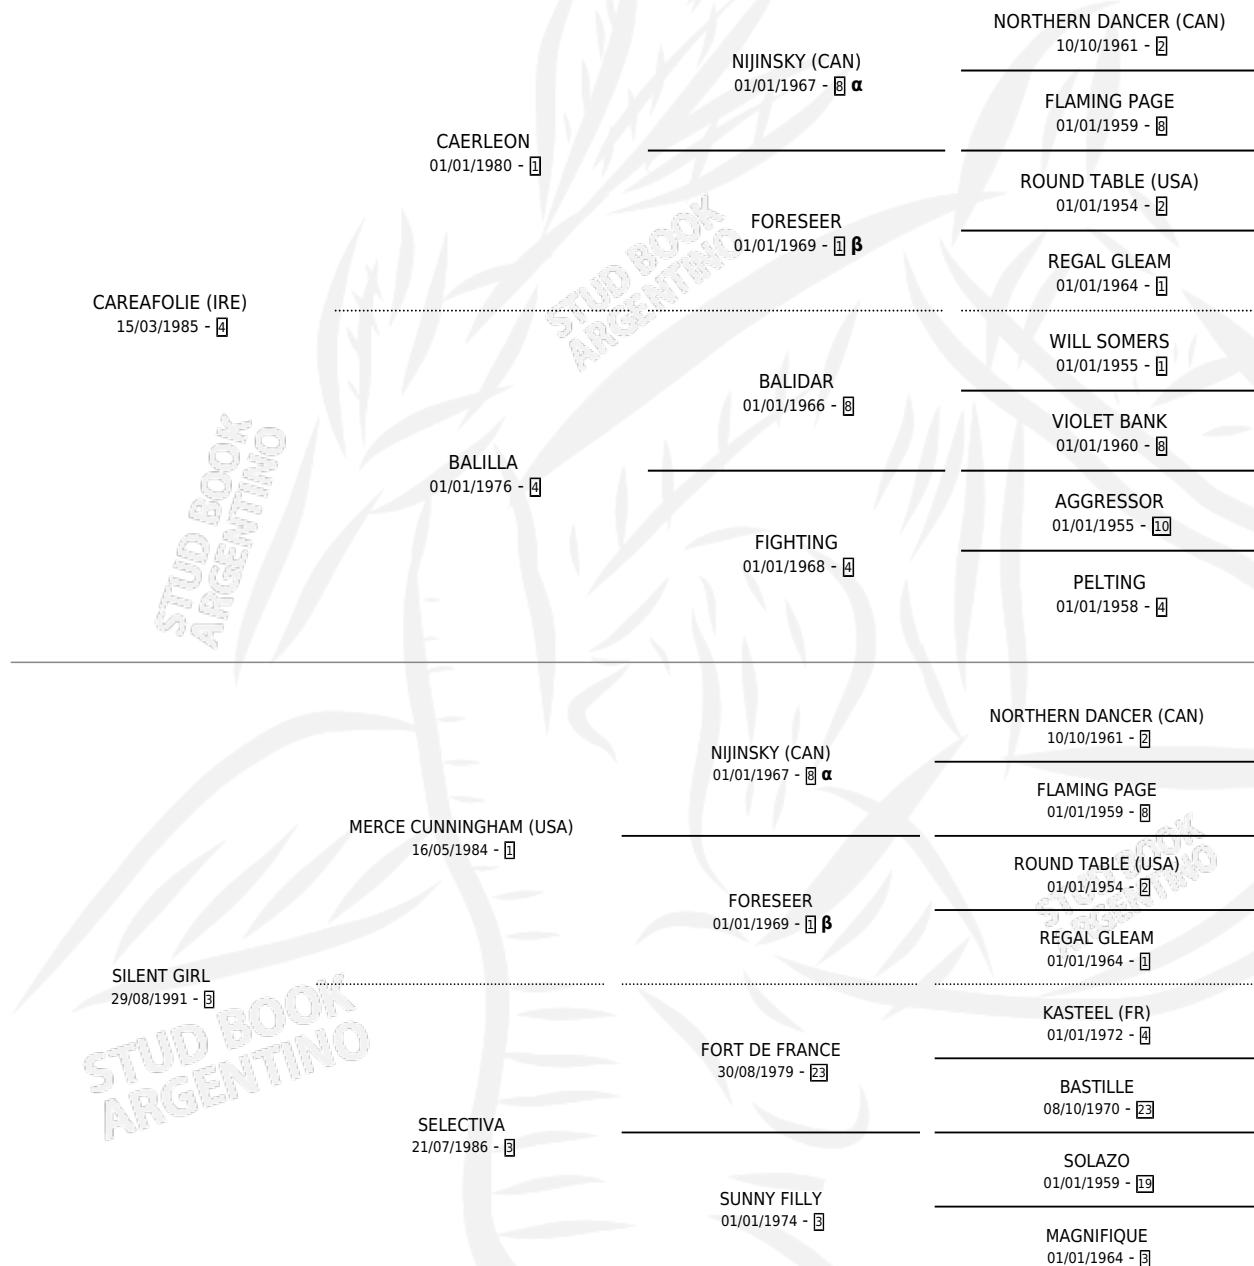 NORTHERN DANCER (CAN)
10/10/1961 - 2
NIJINSKY (CAN)
01/01/1967 - 8 α
FLAMING PAGE
01/01/1959 - 8
CAERLEON
01/01/1980 - 1
ROUND TABLE (USA)
01/01/1954 - 2
FORESEER
01/01/1969 - 1 β
REGAL GLEAM
01/01/1964 - 1
CAREAFOLIE (IRE)
15/03/1985 - 4
WILL SOMERS
01/01/1955 - 1
BALIDAR
01/01/1966 - 8
VIOLET BANK
01/01/1960 - 8
BALILLA
01/01/1976 - 4
AGGRESSOR
01/01/1955 - 10
FIGHTING
01/01/1968 - 4
PELTING
01/01/1958 - 4
STUD BOOK
ARGENTINO
STUD BOOK
ARGENTINO
NORTHERN DANCER (CAN)
10/10/1961 - 2
NIJINSKY (CAN)
01/01/1967 - 8 α
FLAMING PAGE
01/01/1959 - 8
MERCE CUNNINGHAM (USA)
16/05/1984 - 1
ROUND TABLE (USA)
01/01/1954 - 2
FORESEER
01/01/1969 - 1 β
REGAL GLEAM
01/01/1964 - 1
SILENT GIRL
29/08/1991 - 3
KASTEEL (FR)
01/01/1972 - 4
FORT DE FRANCE
30/08/1979 - 23
BASTILLE
08/10/1970 - 23
SELECTIVA
21/07/1986 - 3
SOLAZO
01/01/1959 - 19
SUNNY FILLY
01/01/1974 - 3
MAGNIFIQUE
01/01/1964 - 3
STUD BOOK
ARGENTINO
STUD BOOK
ARGENTINO